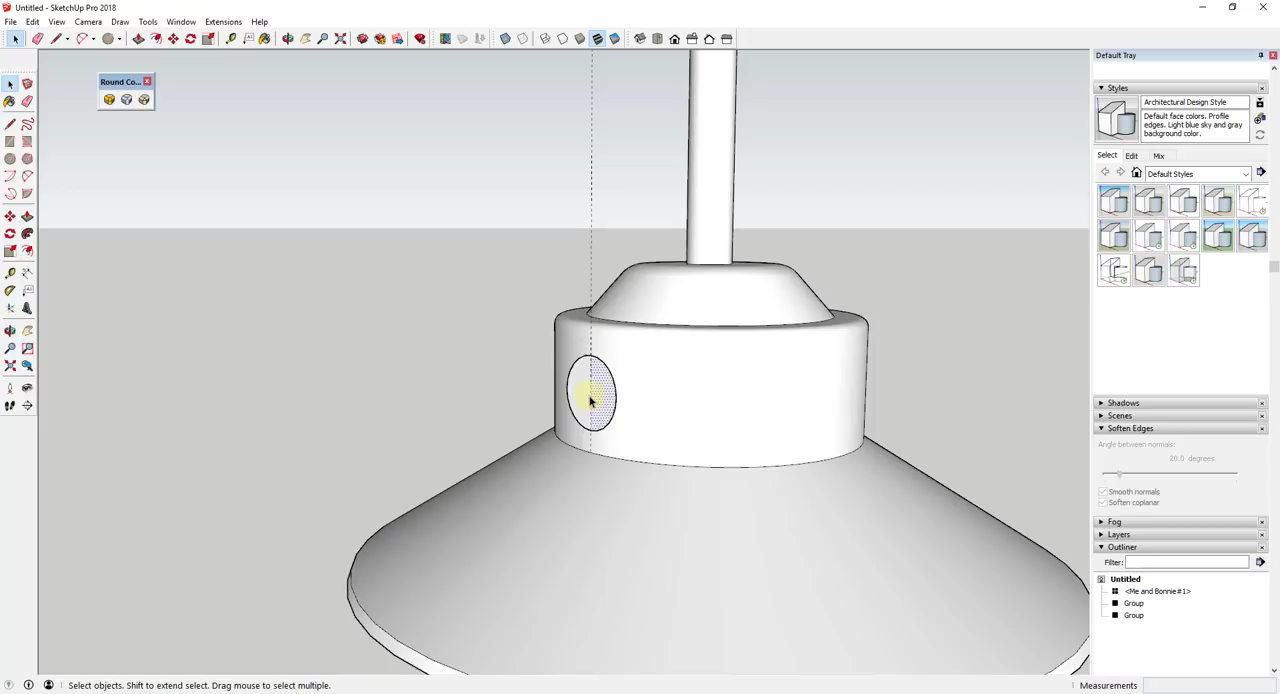 Untitled - SketchUp Pro 2018
File Edit View Camera Draw Tools Window Extensions Help
Default Tray
Round Co...
Styles
Architectural Design Style
Default face colors. Profile
edges. Light blue sky and gray
background color.
Select Edit Mix
Default Styles
Shadows
Scenes
Soften Edges
Angle between normals:
20.0 degrees
Smooth normals
Soften coplanar
Fog
Layers
Outliner
Filter:
Untitled
<Me and Bonnie#1>
Group
Group
Select objects. Shift to extend select. Drag mouse to select multiple.
Measurements